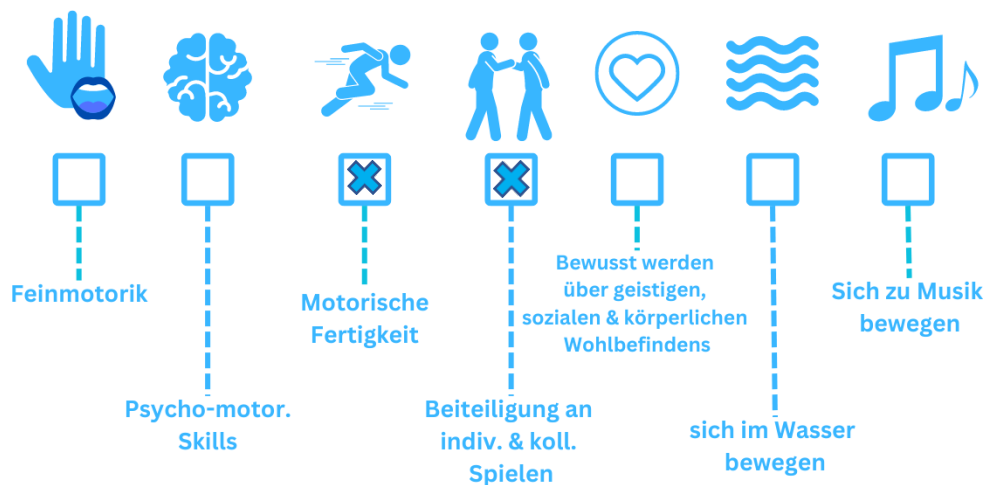 Feinmotorik
Psycho-motor.
Skills
Motorische
Fertigkeit
Beiteiligung an
indiv. & koll.
Spielen
Bewusst werden
über geistigen,
sozialen & körperlichen
Wohlbefindens
sich im Wasser
bewegen
Sich zu Musik
bewegen